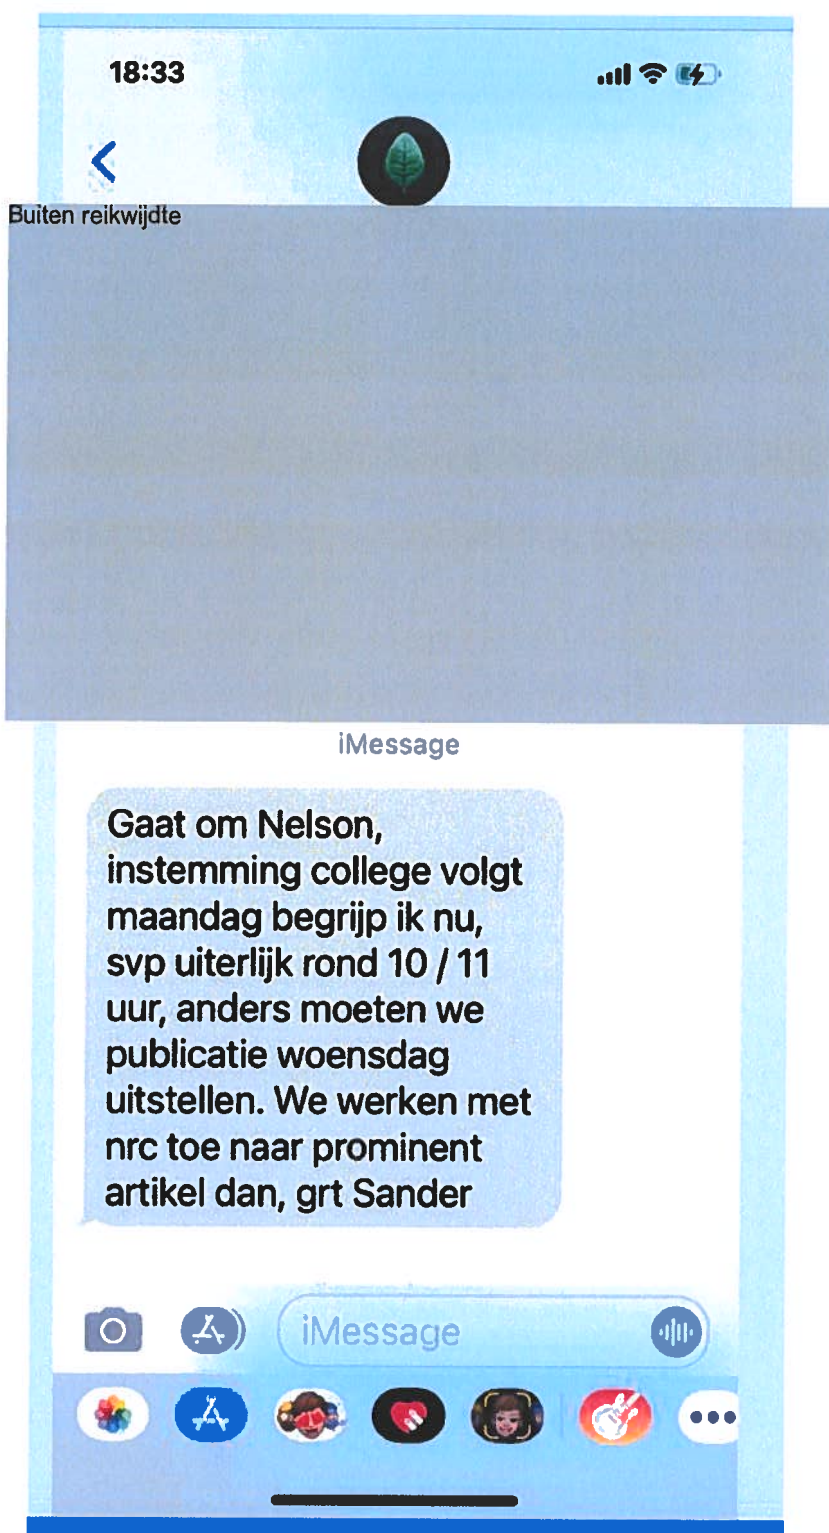 18:33
Buiten reikwijdte
iMessage
Gaat om Nelson,
instemming college volgt
maandag begrijp ik nu,
svp uiterlijk rond 10 / 11
uur, anders moeten we
publicatie woensdag
uitstellen. We werken met
nrc toe naar prominent
artikel dan, grt Sander
iMessage